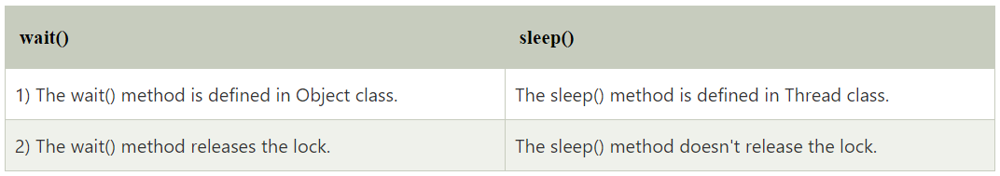 wait() sleep()
1) The wait() method is defined in Object class. The sleep() method is defined in Thread class.
2) The wait() method releases the lock. The sleep() method doesn't release the lock.